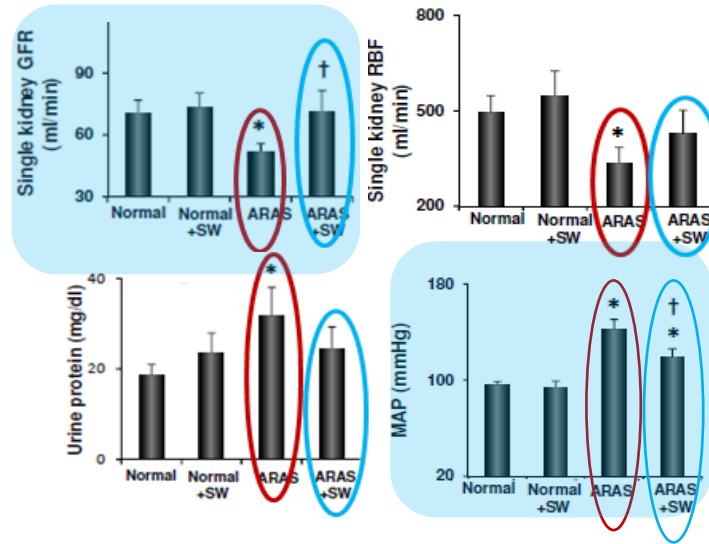 Single kidney GFR
(ml/min)
90
60
30
*
†
Normal
Normal
+SW
ARAS
ARAS
+SW
Single kidney RBF
(ml/min)
800
500
200
*
Normal
Normal
+SW
ARAS
ARAS
+SW
Urine protein (mg/dl)
40
20
0
*
Normal
Normal
+SW
ARAS
ARAS
+SW
MAP (mmHg)
180
100
20
*
†
*
Normal
Normal
+SW
ARAS
ARAS
+SW